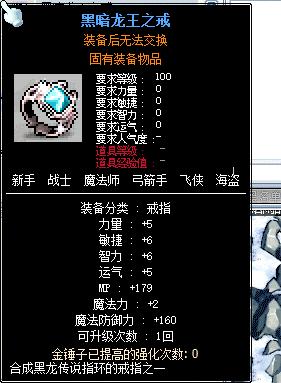 黑暗龙王之戒
装备后无法交换
固有装备物品
要求等级： 100
要求力量： 0
要求敏捷： 0
要求智力： 0
要求运气： 0
要求人气度： -
道具等级： -
道具经验值： -
新手 战士 魔法师 弓箭手 飞侠 海盗
装备分类 : 戒指
力量 : +5
敏捷 : +6
智力 : +6
运气 : +5
MP : +179
魔法力 : +2
魔法防御力 : +160
可升级次数 : 1回
金锤子已提高的强化次数: 0
合成黑龙传说指环的戒指之一